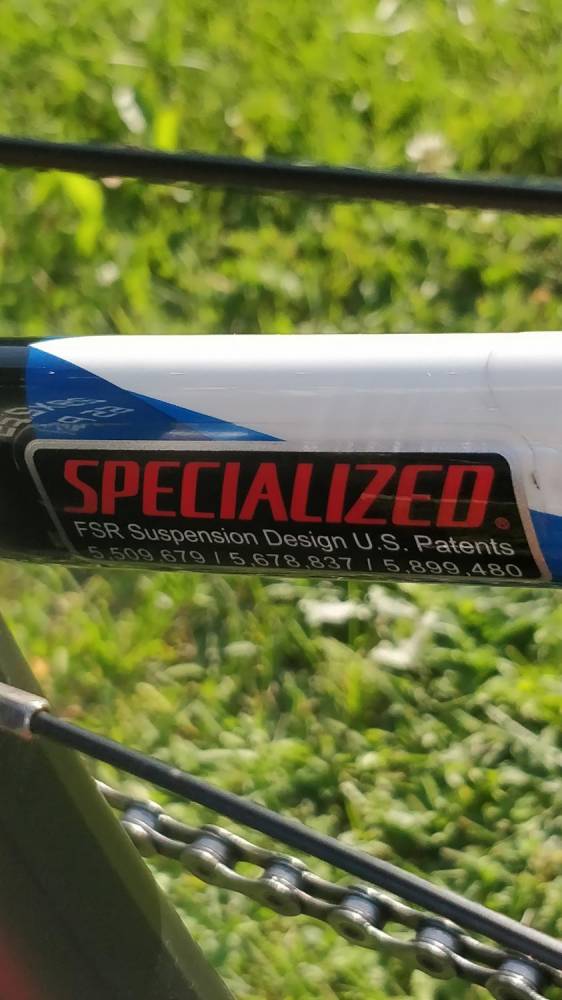 SPECIALIZED®
FSR Suspension Design U.S. Patents
5,509,679 | 5,678,837 | 5,899,480